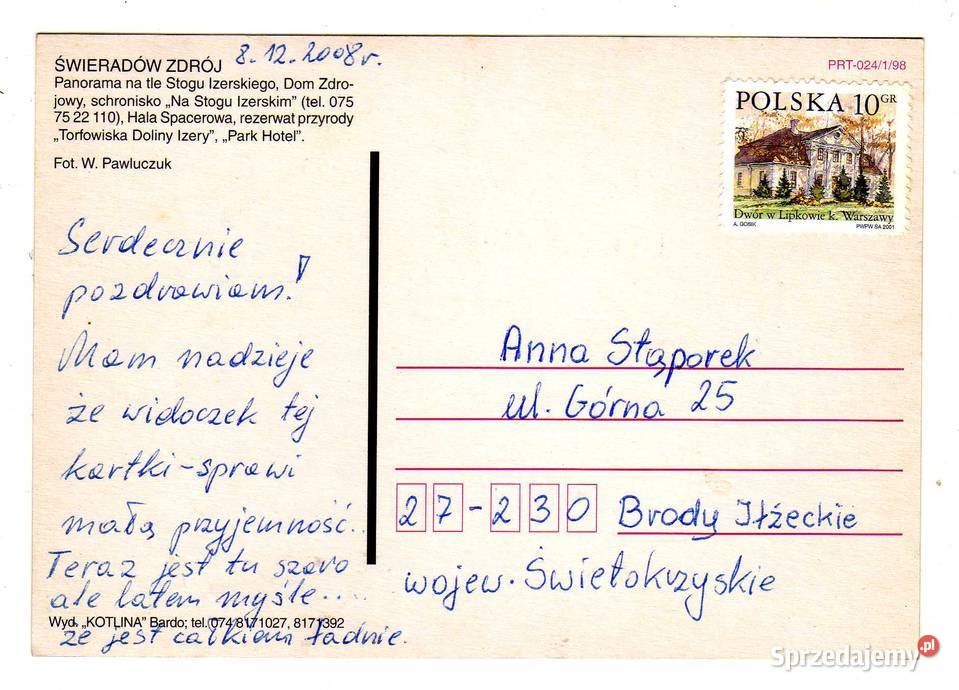 8.12.2008r.
ŚWIERADÓW ZDRÓJ
Panorama na tle Stogu Izerskiego, Dom Zdro-
jowy, schronisko „Na Stogu Izerskim” (tel. 075
75 22 110), Hala Spacerowa, rezerwat przyrody
„Torfowiska Doliny Izery”, „Park Hotel”.
Fot. W. Pawluczuk
PRT-024/1/98
POLSKA 10GR
Dwór w Lipkowie k. Warszawy
A. GOSIK PWPW SA 2001
Serdecznie
pozdrawiam!
Mam nadzieje
że widoczek tej
kartki-sprawi
małą przyjemność..
Teraz jest tu szaro
ale latem myśle.....
że jest całkiem ładnie.
Wyd. „KOTLINA” Bardo; tel. 074 8171027, 8171392
Anna Stąporek
ul. Górna 25
27-230 Brody Iłżeckie
wojew. Świetokrzyskie
Sprzedajemy.pl